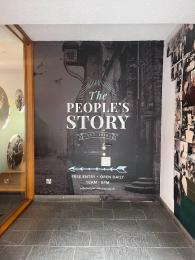 The
PEOPLE'S
STORY
FREE ENTRY • OPEN DAILY
10AM - 5PM